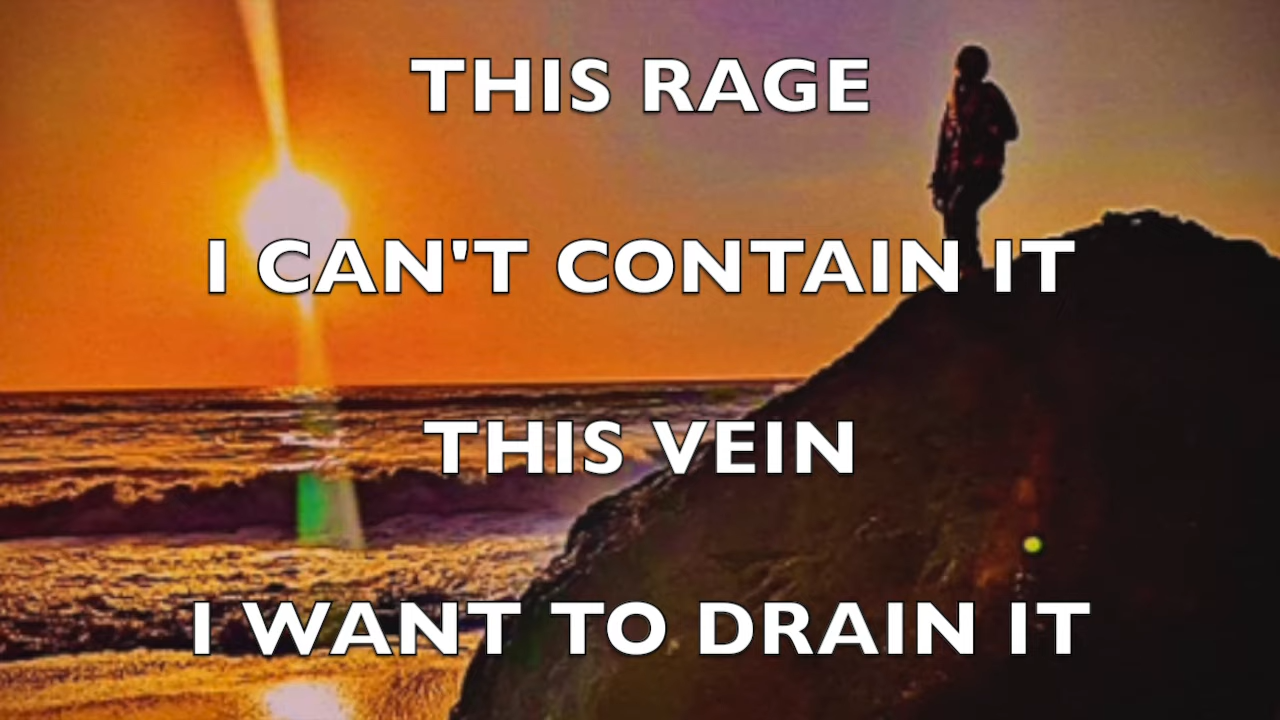 THIS RAGE
I CAN'T CONTAIN IT
THIS VEIN
I WANT TO DRAIN IT